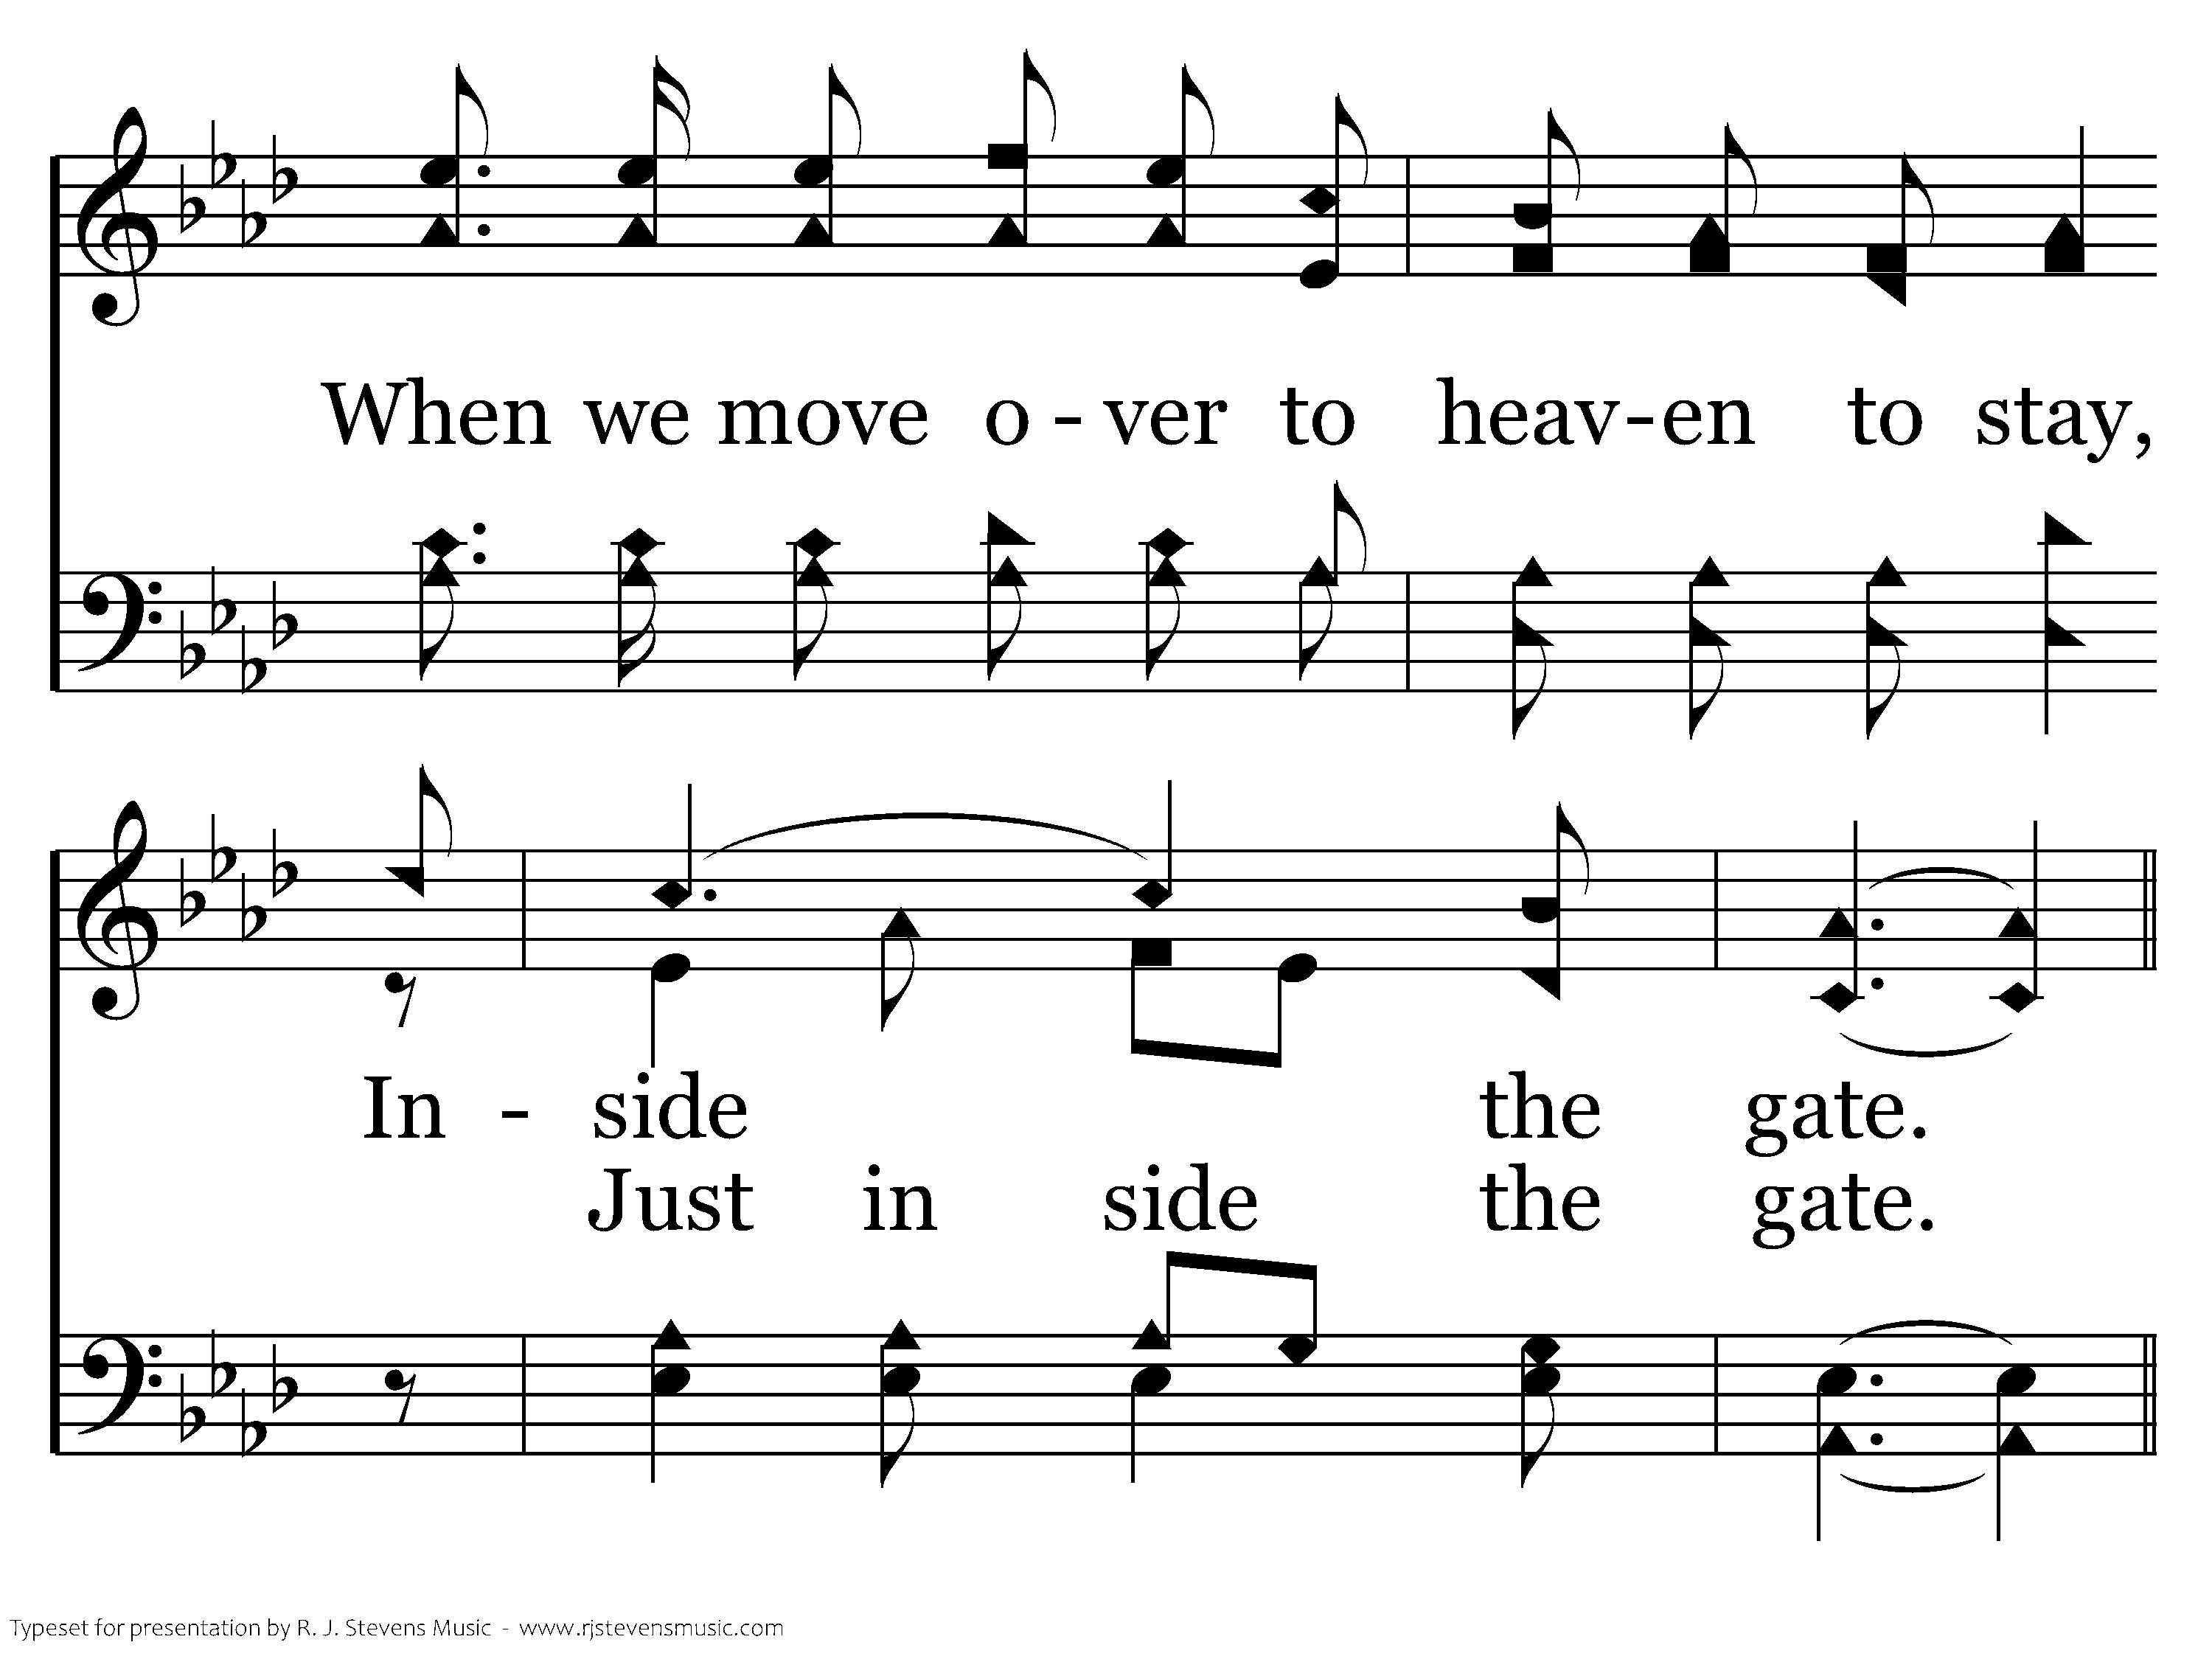 When we move o - ver to heav-en to stay,
In - side the gate.
Just in side the gate.
Typeset for presentation by R. J. Stevens Music - www.rjstevensmusic.com